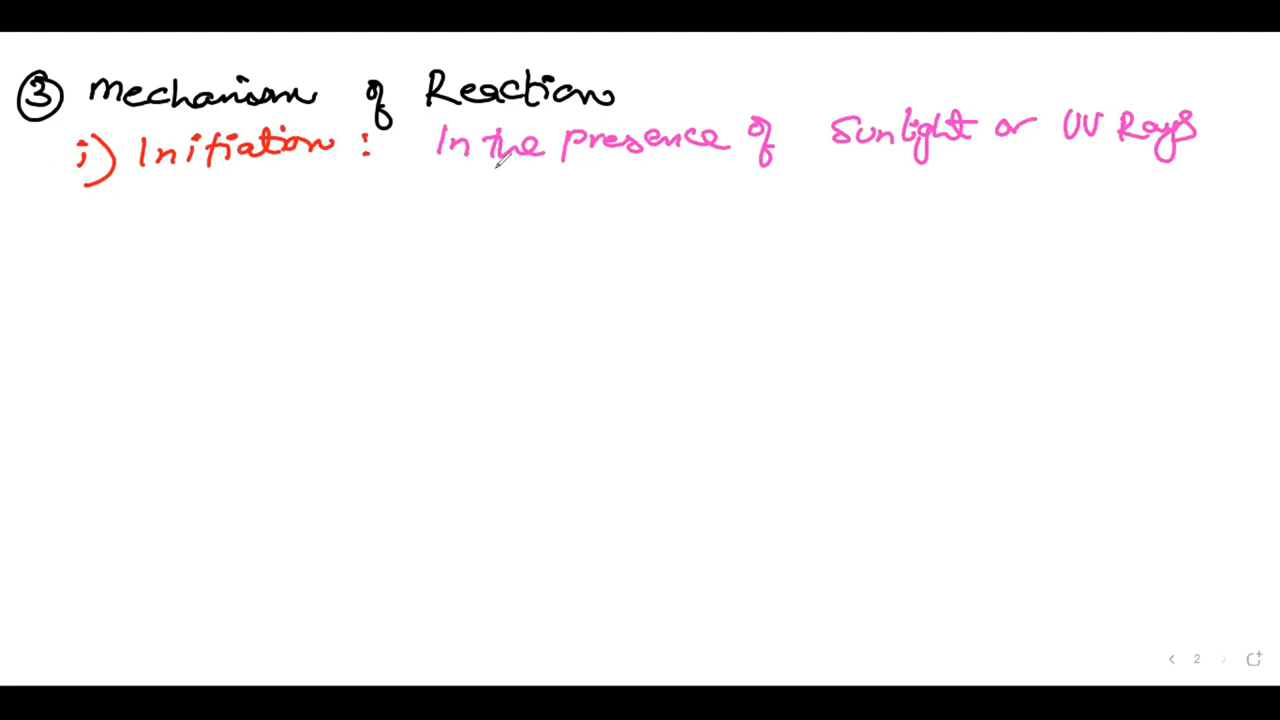 ③ Mechanism of Reaction
i) Initiation : In the presence of Sunlight or UV Rays
2